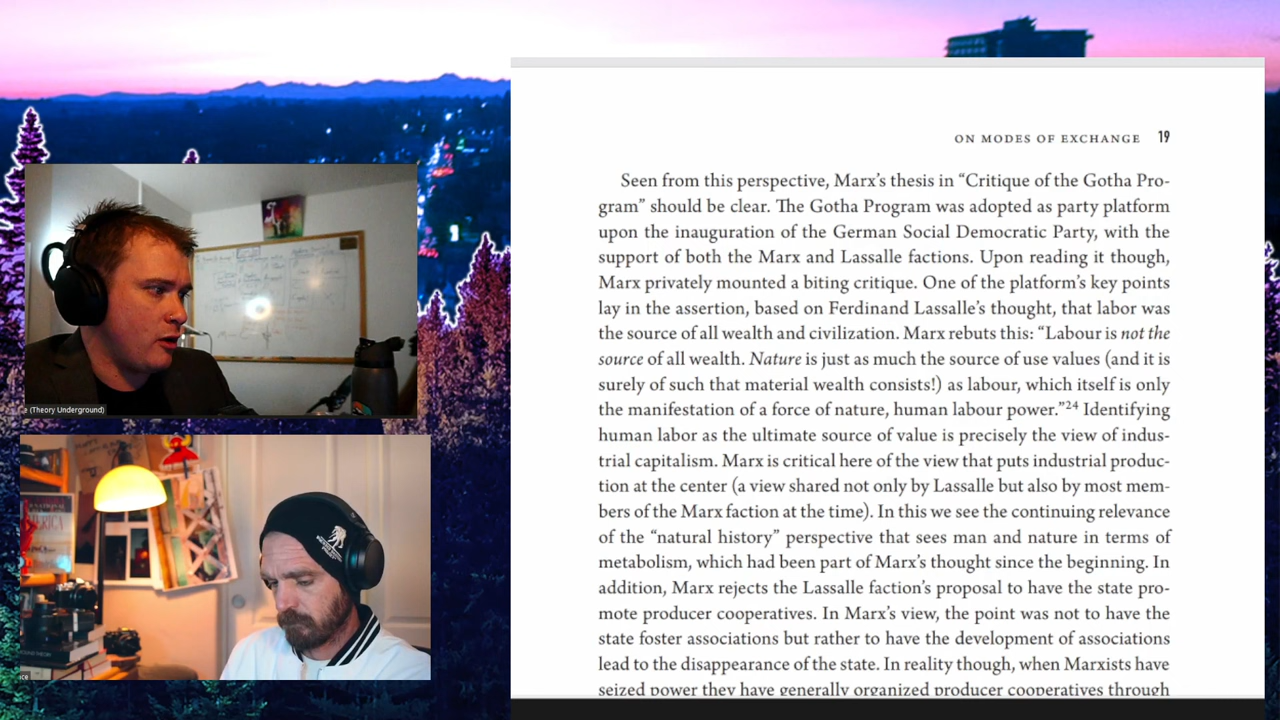 ON MODES OF EXCHANGE 19
Seen from this perspective, Marx’s thesis in “Critique of the Gotha Pro-
gram” should be clear. The Gotha Program was adopted as party platform
upon the inauguration of the German Social Democratic Party, with the
support of both the Marx and Lassalle factions. Upon reading it though,
Marx privately mounted a biting critique. One of the platform’s key points
lay in the assertion, based on Ferdinand Lassalle’s thought, that labor was
the source of all wealth and civilization. Marx rebuts this: “Labour is not the
source of all wealth. Nature is just as much the source of use values (and it is
surely of such that material wealth consists!) as labour, which itself is only
the manifestation of a force of nature, human labour power.”24 Identifying
human labor as the ultimate source of value is precisely the view of indus-
trial capitalism. Marx is critical here of the view that puts industrial produc-
tion at the center (a view shared not only by Lassalle but also by most mem-
bers of the Marx faction at the time). In this we see the continuing relevance
of the “natural history” perspective that sees man and nature in terms of
metabolism, which had been part of Marx’s thought since the beginning. In
addition, Marx rejects the Lassalle faction’s proposal to have the state pro-
mote producer cooperatives. In Marx’s view, the point was not to have the
state foster associations but rather to have the development of associations
lead to the disappearance of the state. In reality though, when Marxists have
seized power they have generally organized producer cooperatives through
(Theory Underground)
AMERICA